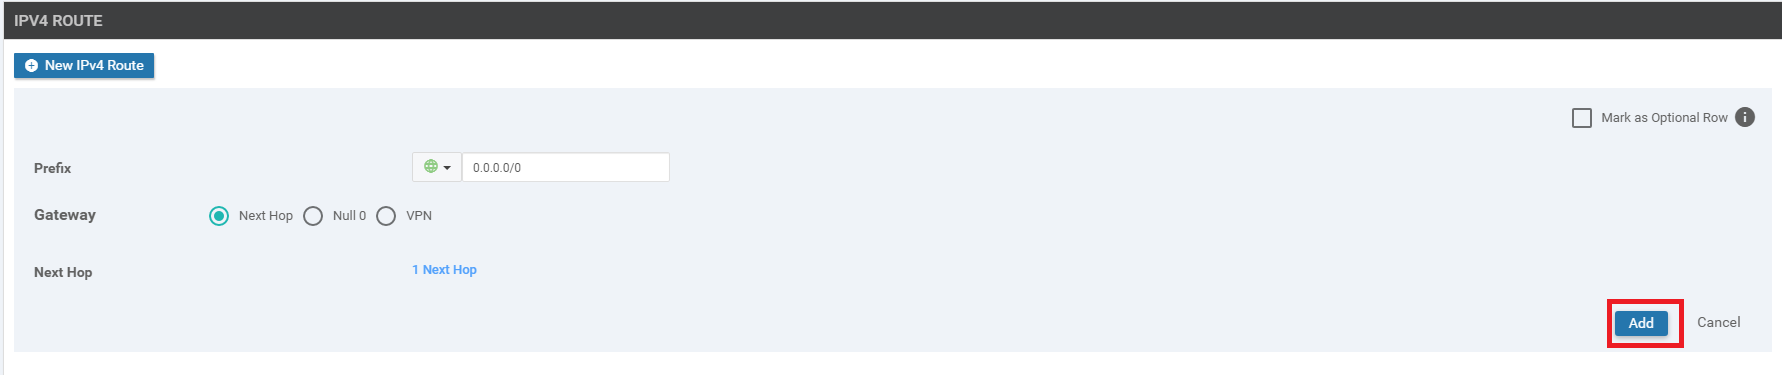 IPV4 ROUTE
New IPv4 Route
Mark as Optional Row
Prefix 0.0.0.0/0
Gateway Next Hop Null 0 VPN
Next Hop 1 Next Hop
Add Cancel